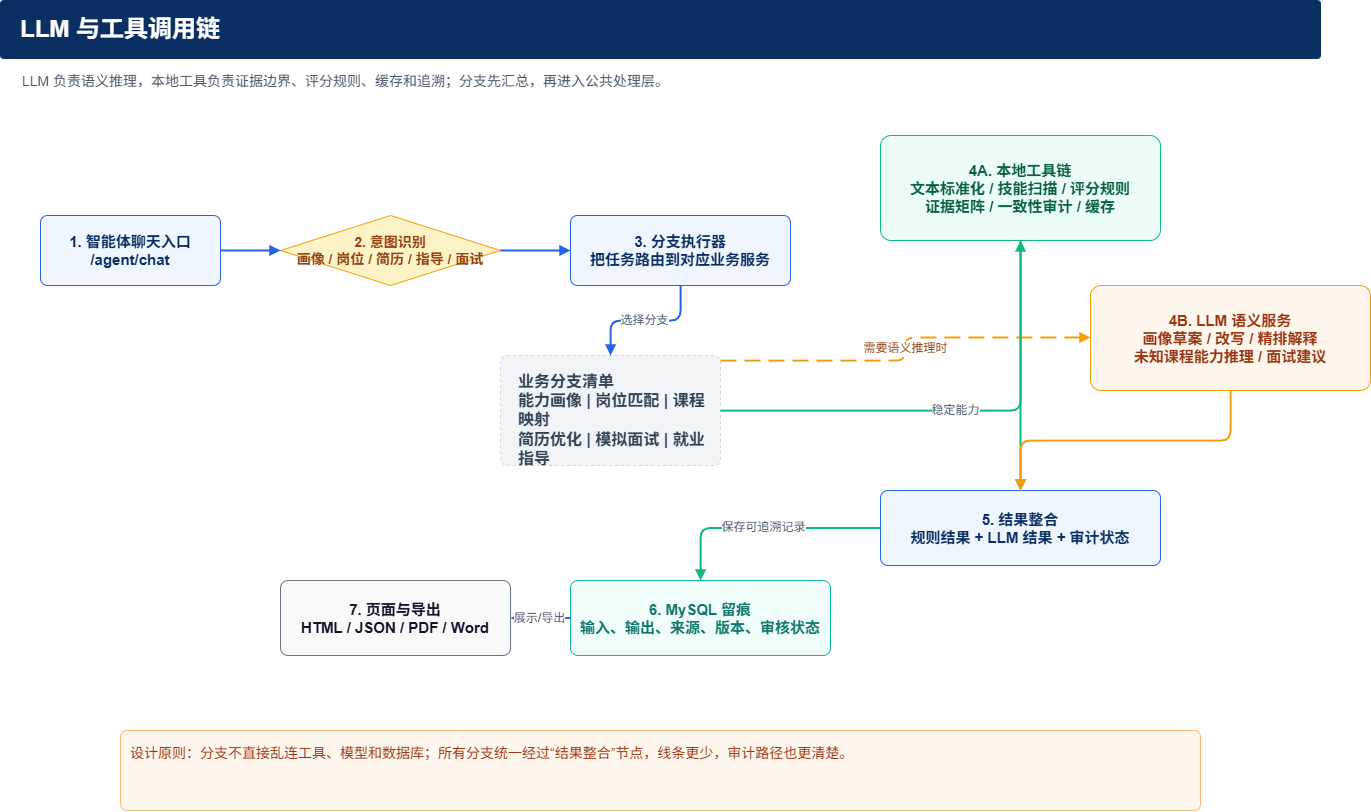 LLM 与工具调用链
LLM 负责语义推理，本地工具负责证据边界、评分规则、缓存和追溯；分支先汇总，再进入公共处理层。
4A. 本地工具链
文本标准化 / 技能扫描 / 评分规则
证据矩阵 / 一致性审计 / 缓存
1. 智能体聊天入口
/agent/chat
2. 意图识别
画像 / 岗位 / 简历 / 指导 / 面试
3. 分支执行器
把任务路由到对应业务服务
选择分支
4B. LLM 语义服务
画像草案 / 改写 / 精排解释
未知课程能力推理 / 面试建议
需要语义推理时
业务分支清单
能力画像 | 岗位匹配 | 课程
映射
简历优化 | 模拟面试 | 就业
指导
稳定能力
5. 结果整合
规则结果 + LLM 结果 + 审计状态
保存可追溯记录
7. 页面与导出
HTML / JSON / PDF / Word
展示/导出
6. MySQL 留痕
输入、输出、来源、版本、审核状态
设计原则：分支不直接乱连工具、模型和数据库；所有分支统一经过“结果整合”节点，线条更少，审计路径也更清楚。